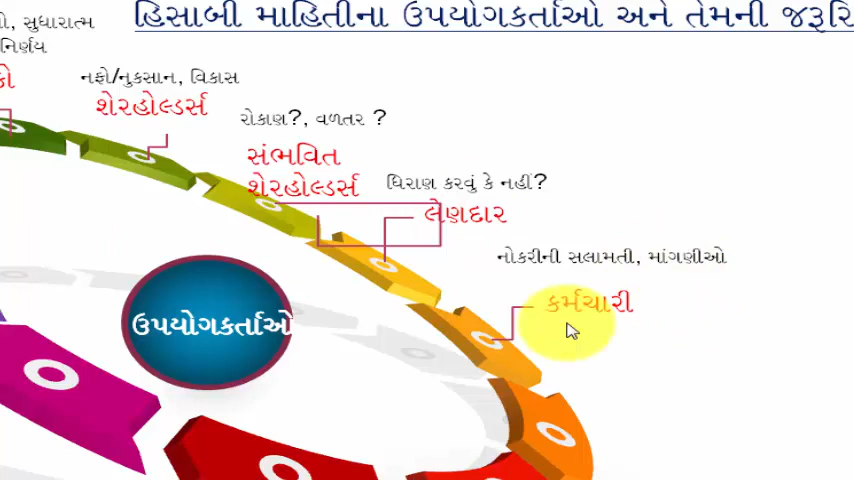 હિસાબી માહિતીના ઉપયોગકર્તાઓ અને તેમની
સુધારાત્મ
નિર્ણય
નફો/નુકસાન, વિકાસ
શેરહોલ્ડર્સ
રોકાણ?, વળતર ?
સંભવિત
શેરહોલ્ડર્સ
ધિરાણ કરવું કે નહીં?
લેણદાર
નોકરીની સલામતી, માંગણીઓ
કર્મચારી
ઉપયોગકર્તાઓ